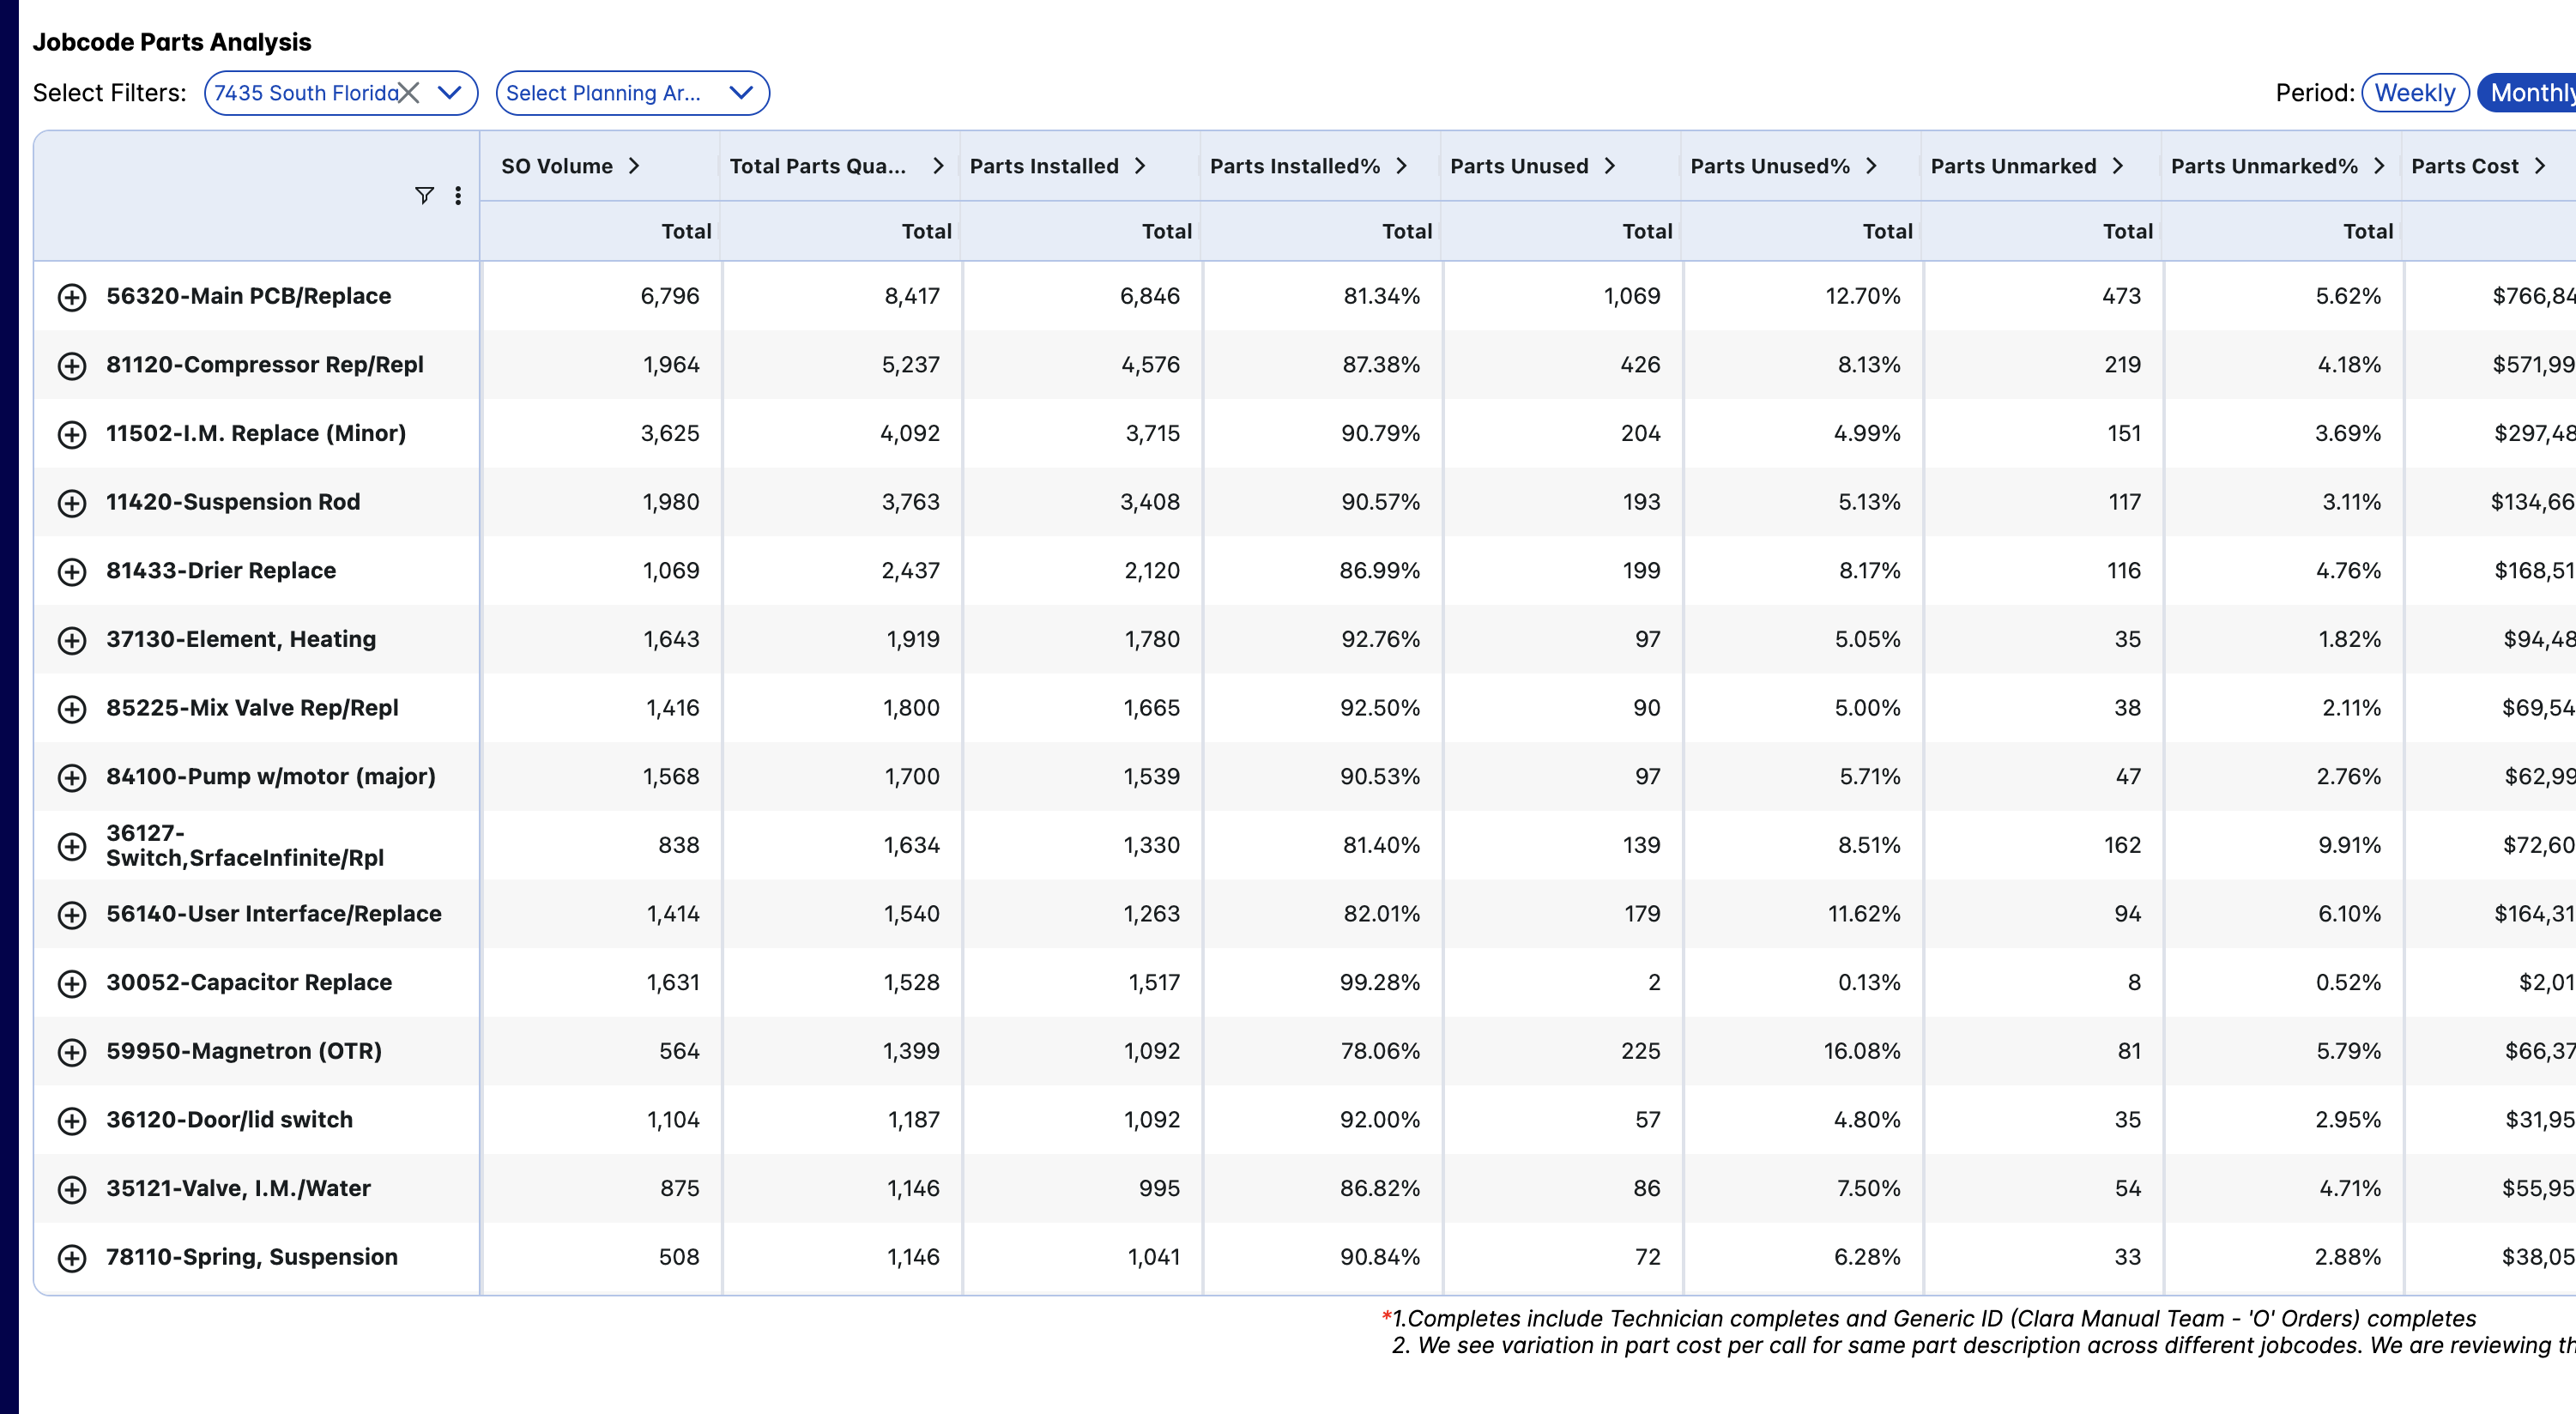 Jobcode Parts Analysis
Select Filters: 7435 South Florida Select Planning Ar... Period: Weekly Monthly
SO Volume Total Parts Qua... Parts Installed Parts Installed% Parts Unused Parts Unused% Parts Unmarked Parts Unmarked% Parts Cost
Total Total Total Total Total Total Total Total
56320-Main PCB/Replace 6,796 8,417 6,846 81.34% 1,069 12.70% 473 5.62% $766,84
81120-Compressor Rep/Repl 1,964 5,237 4,576 87.38% 426 8.13% 219 4.18% $571,99
11502-I.M. Replace (Minor) 3,625 4,092 3,715 90.79% 204 4.99% 151 3.69% $297,48
11420-Suspension Rod 1,980 3,763 3,408 90.57% 193 5.13% 117 3.11% $134,66
81433-Drier Replace 1,069 2,437 2,120 86.99% 199 8.17% 116 4.76% $168,51
37130-Element, Heating 1,643 1,919 1,780 92.76% 97 5.05% 35 1.82% $94,48
85225-Mix Valve Rep/Repl 1,416 1,800 1,665 92.50% 90 5.00% 38 2.11% $69,54
84100-Pump w/motor (major) 1,568 1,700 1,539 90.53% 97 5.71% 47 2.76% $62,99
36127-
Switch,SrfaceInfinite/Rpl 838 1,634 1,330 81.40% 139 8.51% 162 9.91% $72,60
56140-User Interface/Replace 1,414 1,540 1,263 82.01% 179 11.62% 94 6.10% $164,31
30052-Capacitor Replace 1,631 1,528 1,517 99.28% 2 0.13% 8 0.52% $2,01
59950-Magnetron (OTR) 564 1,399 1,092 78.06% 225 16.08% 81 5.79% $66,37
36120-Door/lid switch 1,104 1,187 1,092 92.00% 57 4.80% 35 2.95% $31,95
35121-Valve, I.M./Water 875 1,146 995 86.82% 86 7.50% 54 4.71% $55,95
78110-Spring, Suspension 508 1,146 1,041 90.84% 72 6.28% 33 2.88% $38,05
*1.Completes include Technician completes and Generic ID (Clara Manual Team - 'O' Orders) completes
2. We see variation in part cost per call for same part description across different jobcodes. We are reviewing th